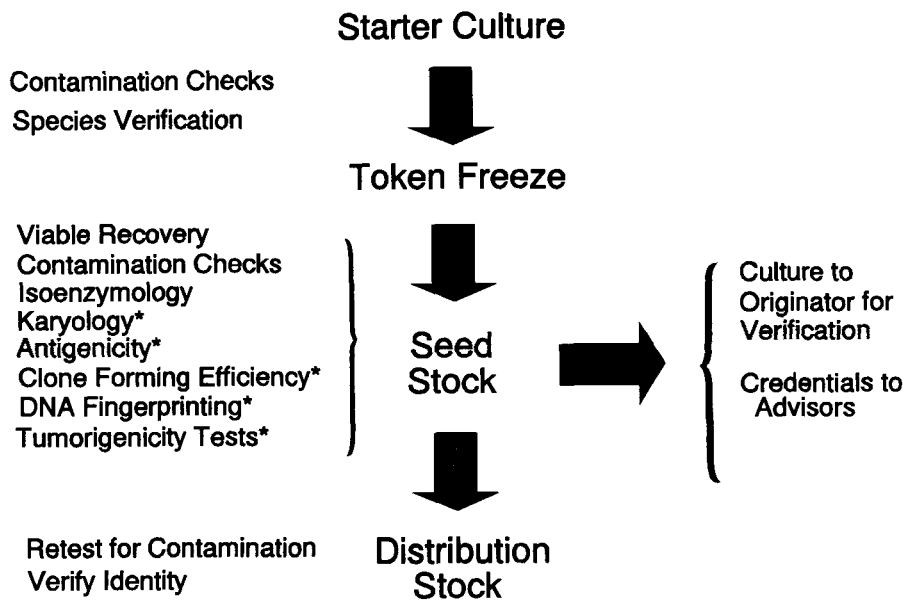 Starter Culture
Contamination Checks
Species Verification
Token Freeze
Viable Recovery
Contamination Checks
Isoenzymology
Karyology*
Antigenicity*
Clone Forming Efficiency*
DNA Fingerprinting*
Tumorigenicity Tests*
Seed
Stock
Culture to
Originator for
Verification
Credentials to
Advisors
Retest for Contamination
Verify Identity
Distribution
Stock